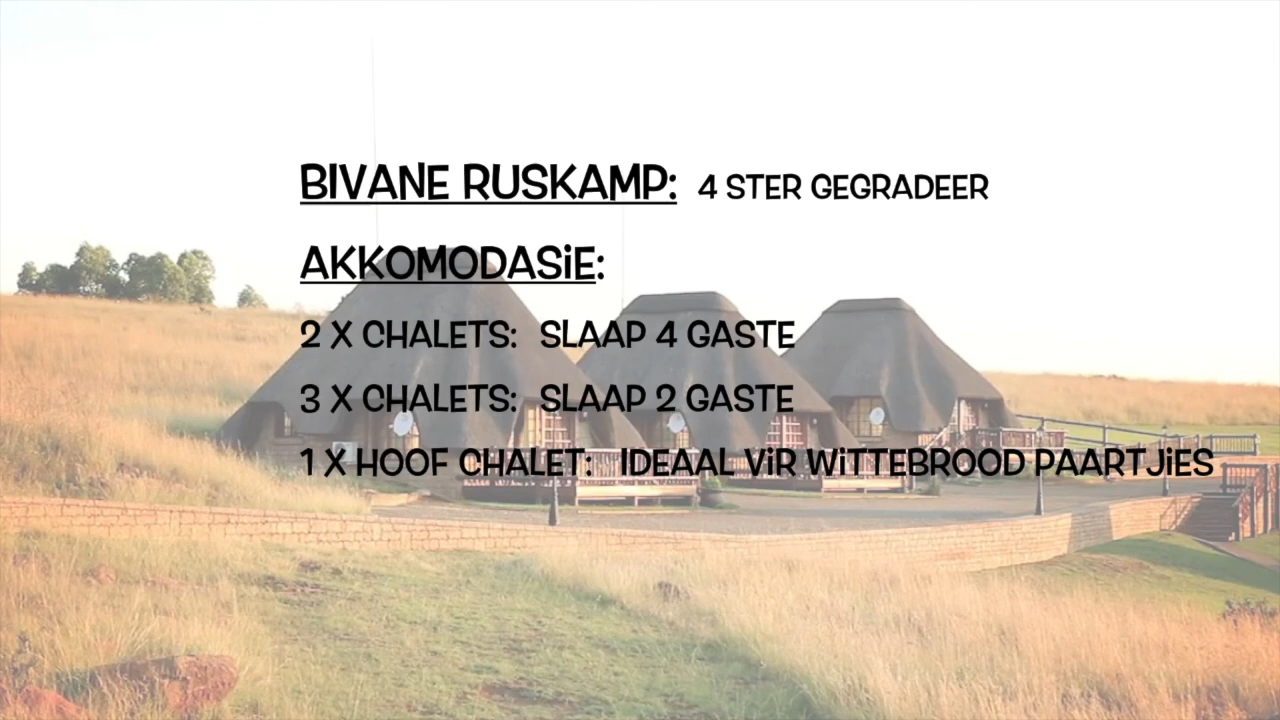 BIVANE RUSKAMP: 4 STER GEGRADEER
AKKOMODASiE:
2 X CHALETS: SLAAP 4 GASTE
3 X CHALETS: SLAAP 2 GASTE
1 X HOOF CHALET: IDEAAL ViR WiTTEBROOD PAARTJiES